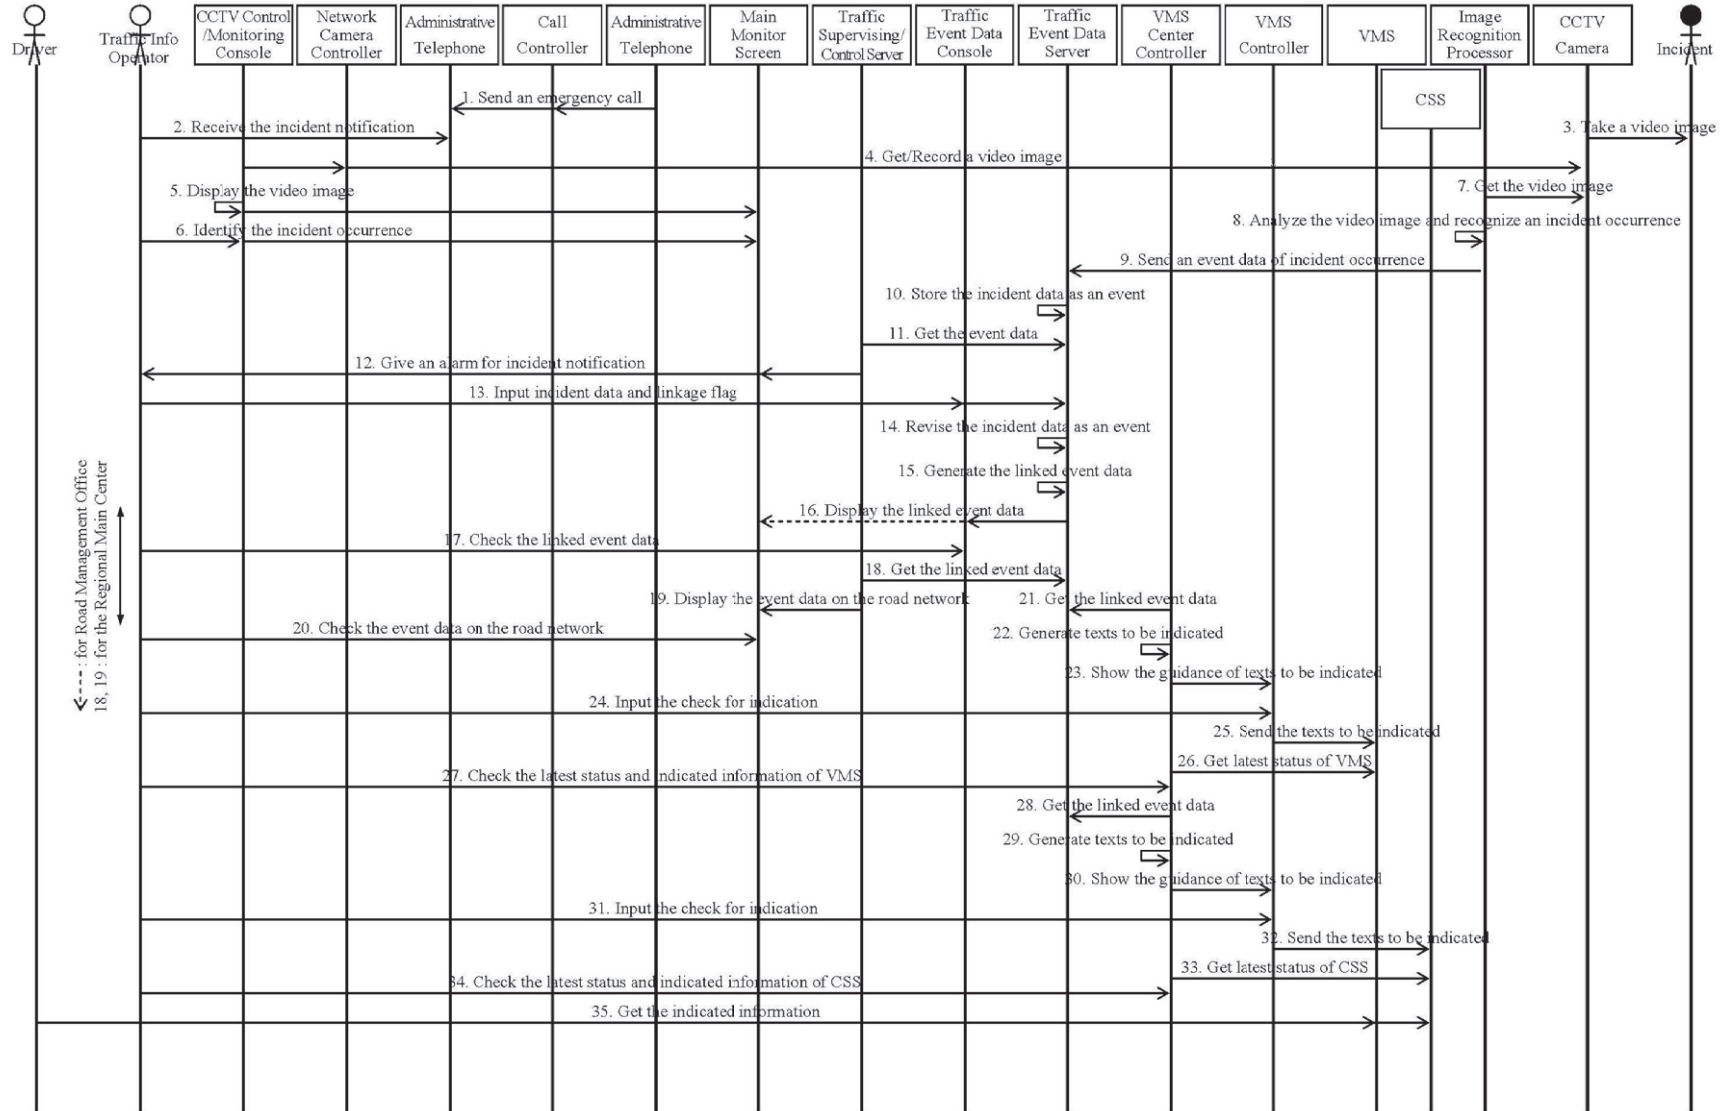 Driver
Traffic Info
Operator
CCTV Control
/Monitoring
Console
Network
Camera
Controller
Administrative
Telephone
Call
Controller
Administrative
Telephone
Main
Monitor
Screen
Traffic
Supervising/
Control Server
Traffic
Event Data
Console
Traffic
Event Data
Server
VMS
Center
Controller
VMS
Controller
VMS
CSS
Image
Recognition
Processor
CCTV
Camera
Incident
1. Send an emergency call
2. Receive the incident notification
3. Take a video image
4. Get/Record a video image
5. Display the video image
6. Identify the incident occurrence
7. Get the video image
8. Analyze the video image and recognize an incident occurrence
9. Send an event data of incident occurrence
10. Store the incident data as an event
11. Get the event data
12. Give an alarm for incident notification
13. Input incident data and linkage flag
14. Revise the incident data as an event
15. Generate the linked event data
16. Display the linked event data
17. Check the linked event data
18. Get the linked event data
19. Display the event data on the road network
20. Check the event data on the road network
21. Get the linked event data
22. Generate texts to be indicated
23. Show the guidance of texts to be indicated
24. Input the check for indication
25. Send the texts to be indicated
26. Get latest status of VMS
27. Check the latest status and indicated information of VMS
28. Get the linked event data
29. Generate texts to be indicated
30. Show the guidance of texts to be indicated
31. Input the check for indication
32. Send the texts to be indicated
33. Get latest status of CSS
34. Check the latest status and indicated information of CSS
35. Get the indicated information
: for Road Management Office
18, 19 : for the Regional Main Center